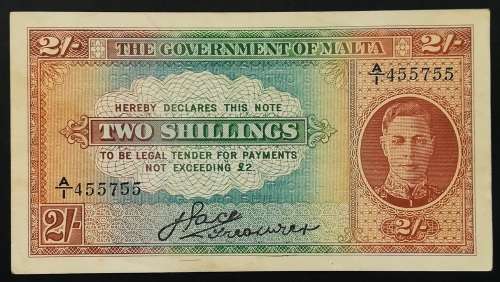 2/- THE GOVERNMENT OF MALTA 2/-
A/1 455755
HEREBY DECLARES THIS NOTE
TWO SHILLINGS
TO BE LEGAL TENDER FOR PAYMENTS
NOT EXCEEDING £2.
A/1 455755
2/- J Pace 2/-
Treasurer